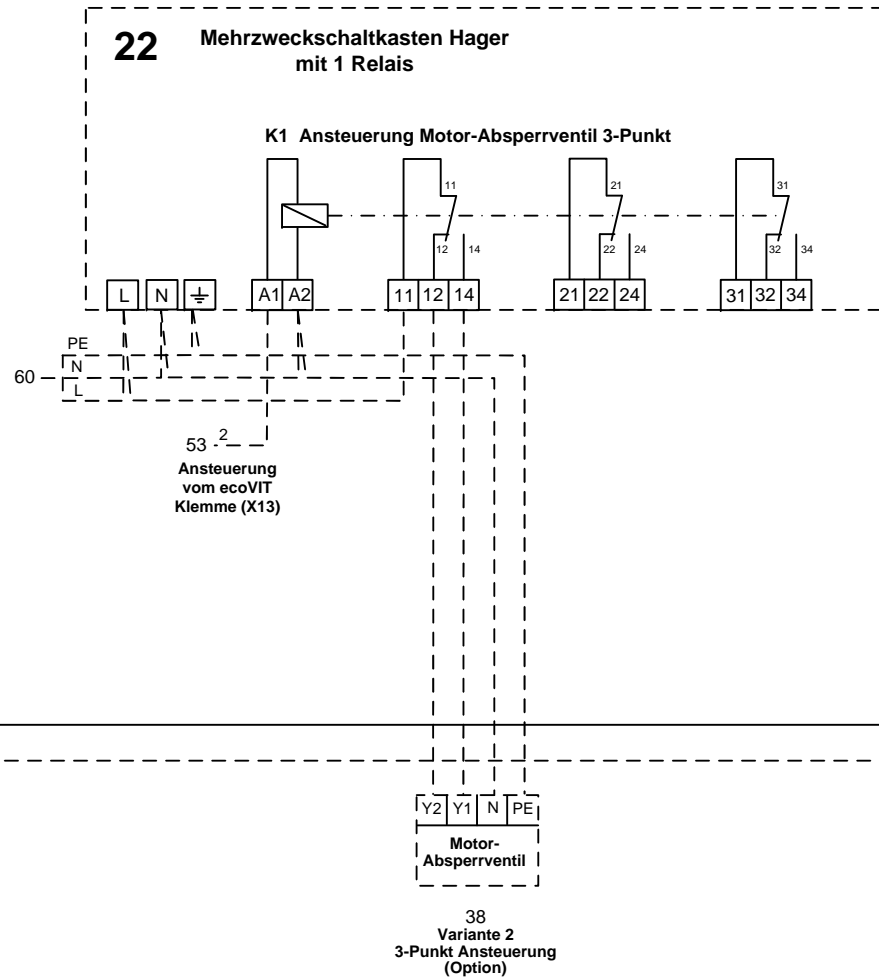 22
Mehrzweckschaltkasten Hager
mit 1 Relais
K1 Ansteuerung Motor-Absperrventil 3-Punkt
11 21 31
12 14 22 24 32 34
L N A1 A2 11 12 14 21 22 24 31 32 34
PE
60 N
L
53 2
Ansteuerung
vom ecoVIT
Klemme (X13)
Y2 Y1 N PE
Motor-
Absperrventil
38
Variante 2
3-Punkt Ansteuerung
(Option)